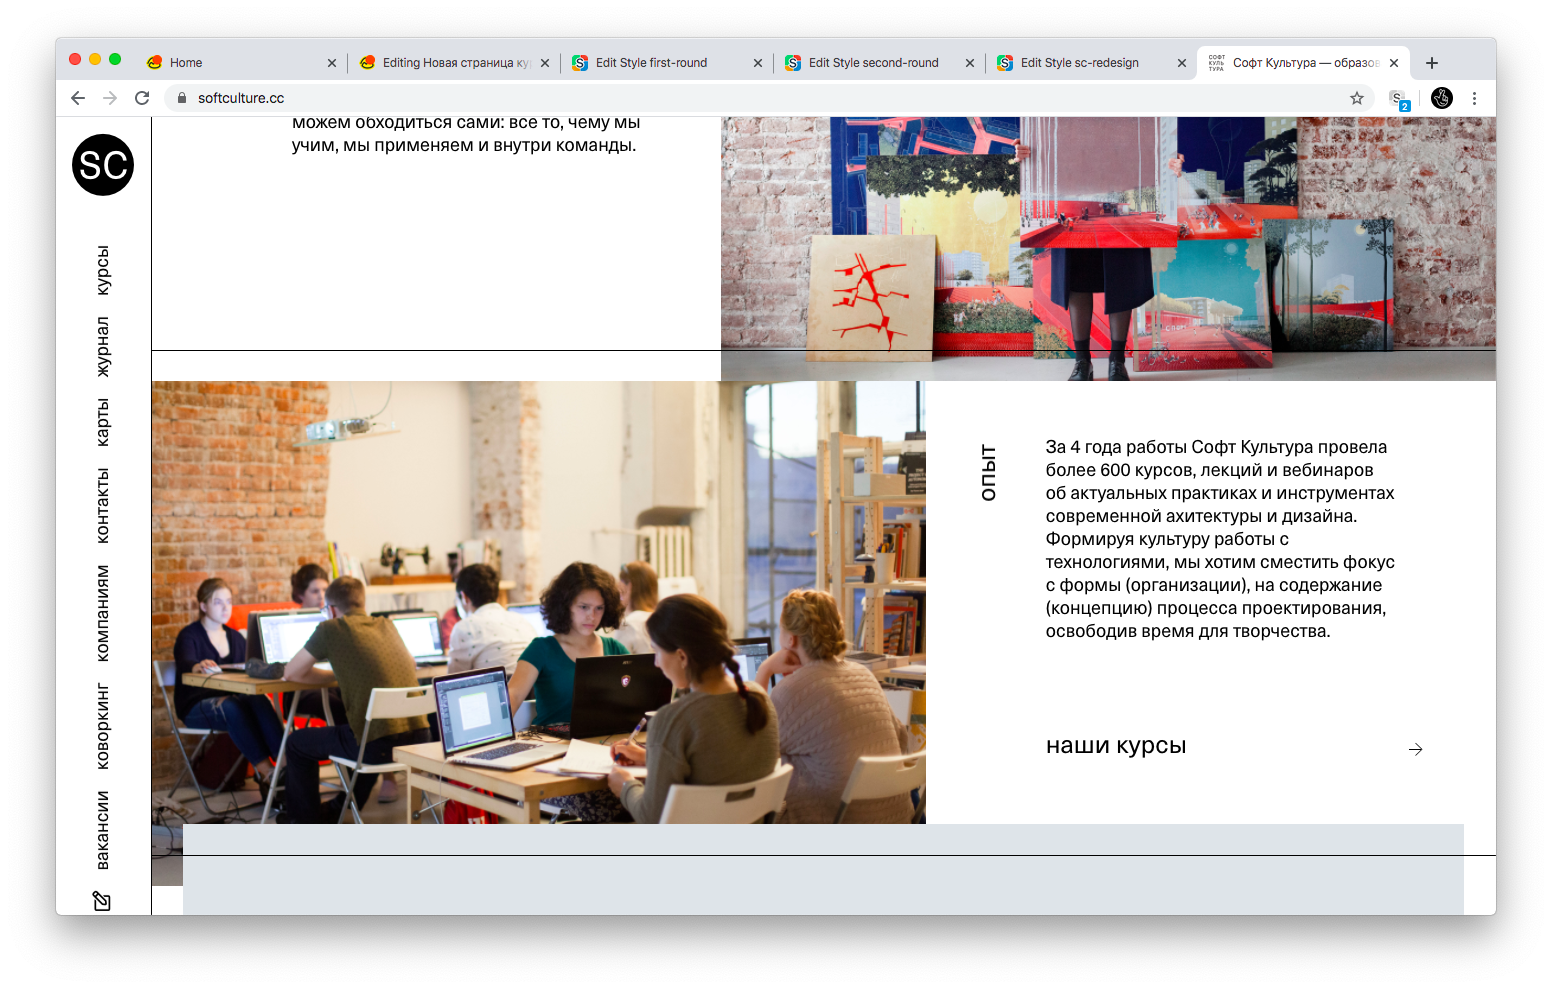 Home
Editing Новая страница ку
Edit Style first-round
Edit Style second-round
Edit Style sc-redesign
СОФТ
КУЛЬ
ТУРА
Софт Культура — образов
softculture.cc
S
2
SC
курсы
журнал
карты
контакты
компаниям
коворкинг
вакансии
можем обходиться сами: все то, чему мы
учим, мы применяем и внутри команды.
опыт
За 4 года работы Софт Культура провела
более 600 курсов, лекций и вебинаров
об актуальных практиках и инструментах
современной ахитектуры и дизайна.
Формируя культуру работы с
технологиями, мы хотим сместить фокус
с формы (организации), на содержание
(концепцию) процесса проектирования,
освободив время для творчества.
наши курсы